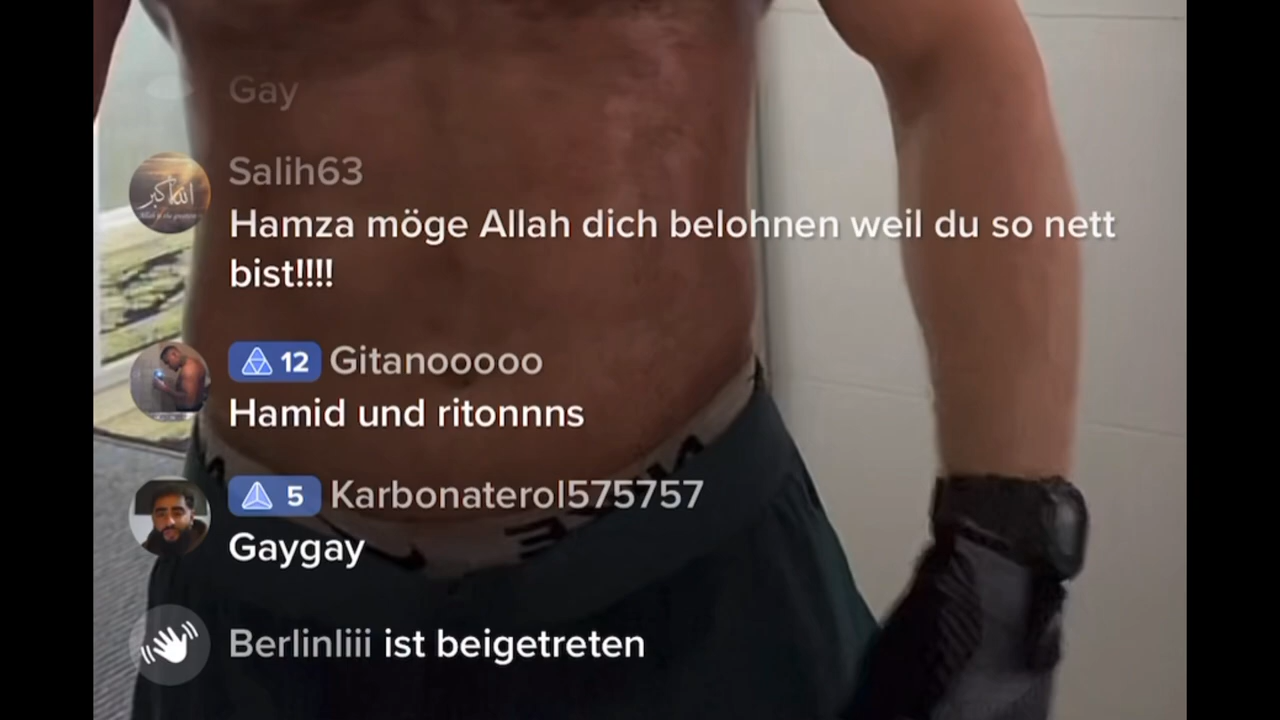 Gay
Salih63
Hamza möge Allah dich belohnen weil du so nett
bist!!!!
12 Gitanooooo
Hamid und ritonnns
5 Karbonaterol575757
Gaygay
Berlinliii ist beigetreten